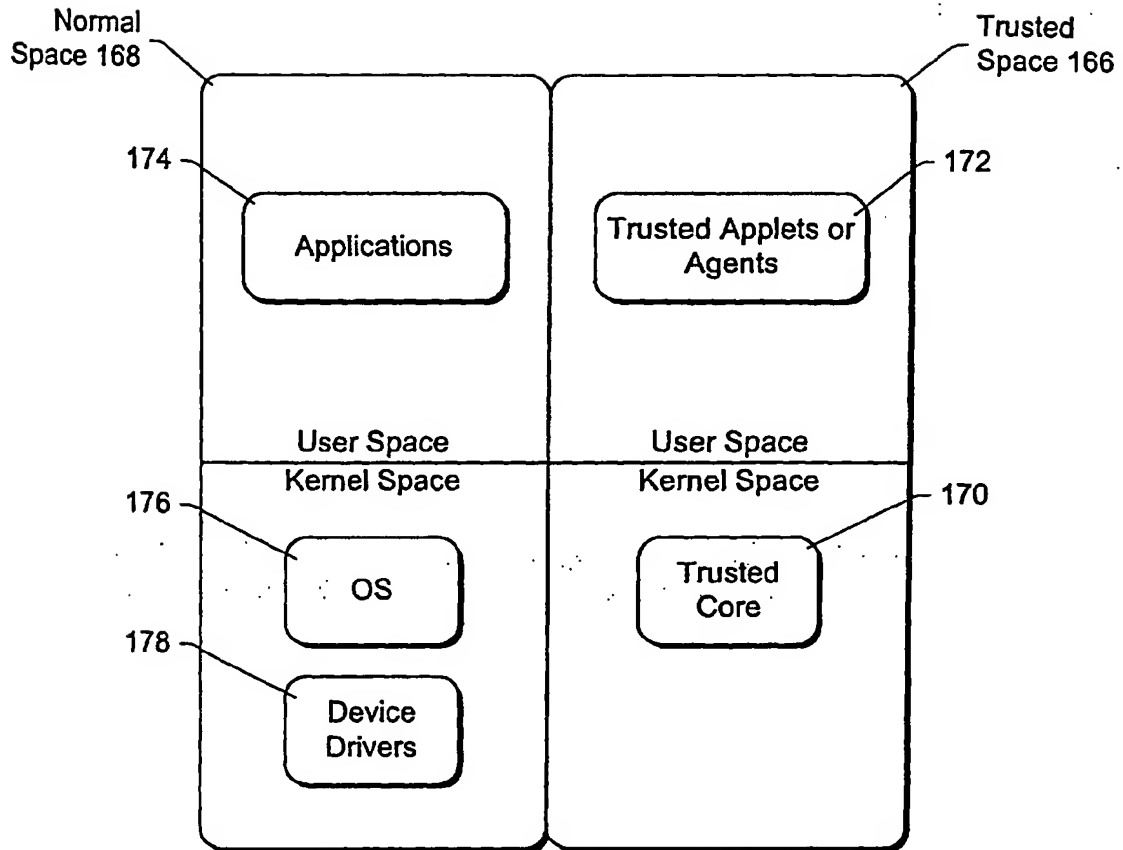 Normal
Space 168
Trusted
Space 166
174
172
Applications
Trusted Applets or
Agents
User Space
User Space
Kernel Space
Kernel Space
176
170
OS
Trusted
Core
178
Device
Drivers